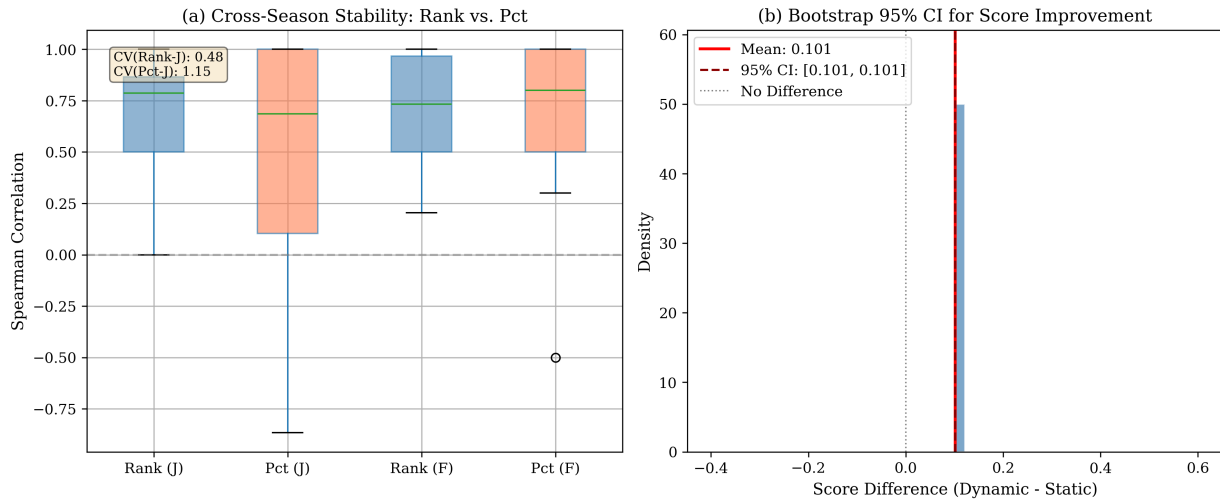 (a) Cross-Season Stability: Rank vs. Pct
CV(Rank-J): 0.48
CV(Pct-J): 1.15
1.00
0.75
0.50
0.25
0.00
−0.25
−0.50
−0.75
Spearman Correlation
Rank (J)
Pct (J)
Rank (F)
Pct (F)
(b) Bootstrap 95% CI for Score Improvement
Mean: 0.101
95% CI: [0.101, 0.101]
No Difference
60
50
40
30
20
10
0
Density
−0.4
−0.2
0.0
0.2
0.4
0.6
Score Difference (Dynamic - Static)